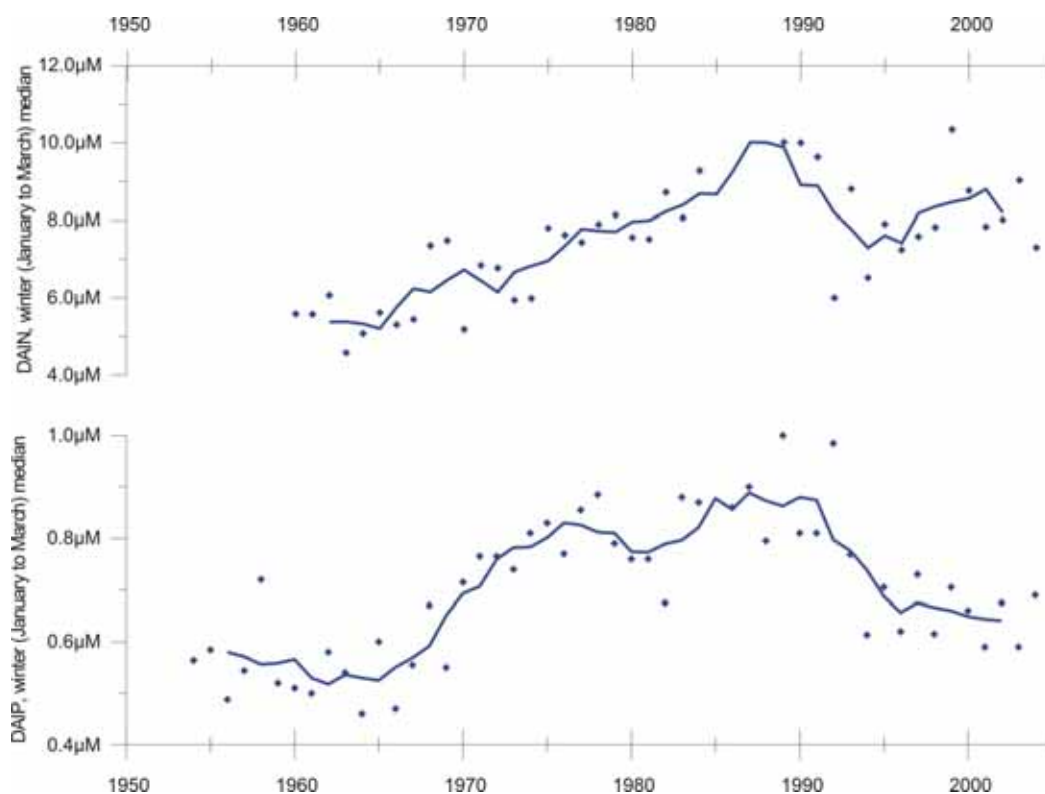 1950 1960 1970 1980 1990 2000
DAIN, winter (January to March) median
12.0µM
10.0µM
8.0µM
6.0µM
4.0µM
DAIP, winter (January to March) median
1.0µM
0.8µM
0.6µM
0.4µM
1950 1960 1970 1980 1990 2000